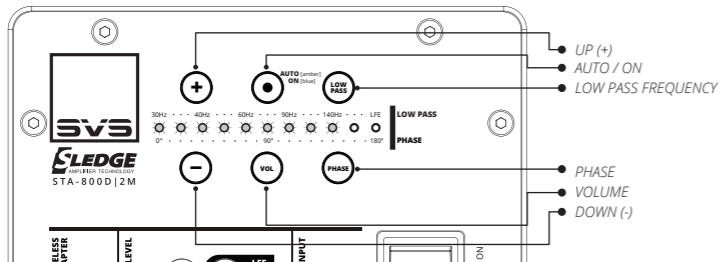 UP (+)
AUTO / ON
LOW PASS FREQUENCY
AUTO [amber]
ON [blue]
+
LOW
PASS
30Hz · · · 40Hz · · · 60Hz · · · 90Hz · · · 140Hz · · · LFE
LOW PASS
0° · · · 90° · · · 180°
PHASE
SVS
SLEDGE
AMPLIFIER TECHNOLOGY
STA-800D|2M
−
VOL
PHASE
PHASE
VOLUME
DOWN (-)
LEVEL
INPUT
LFE
ON